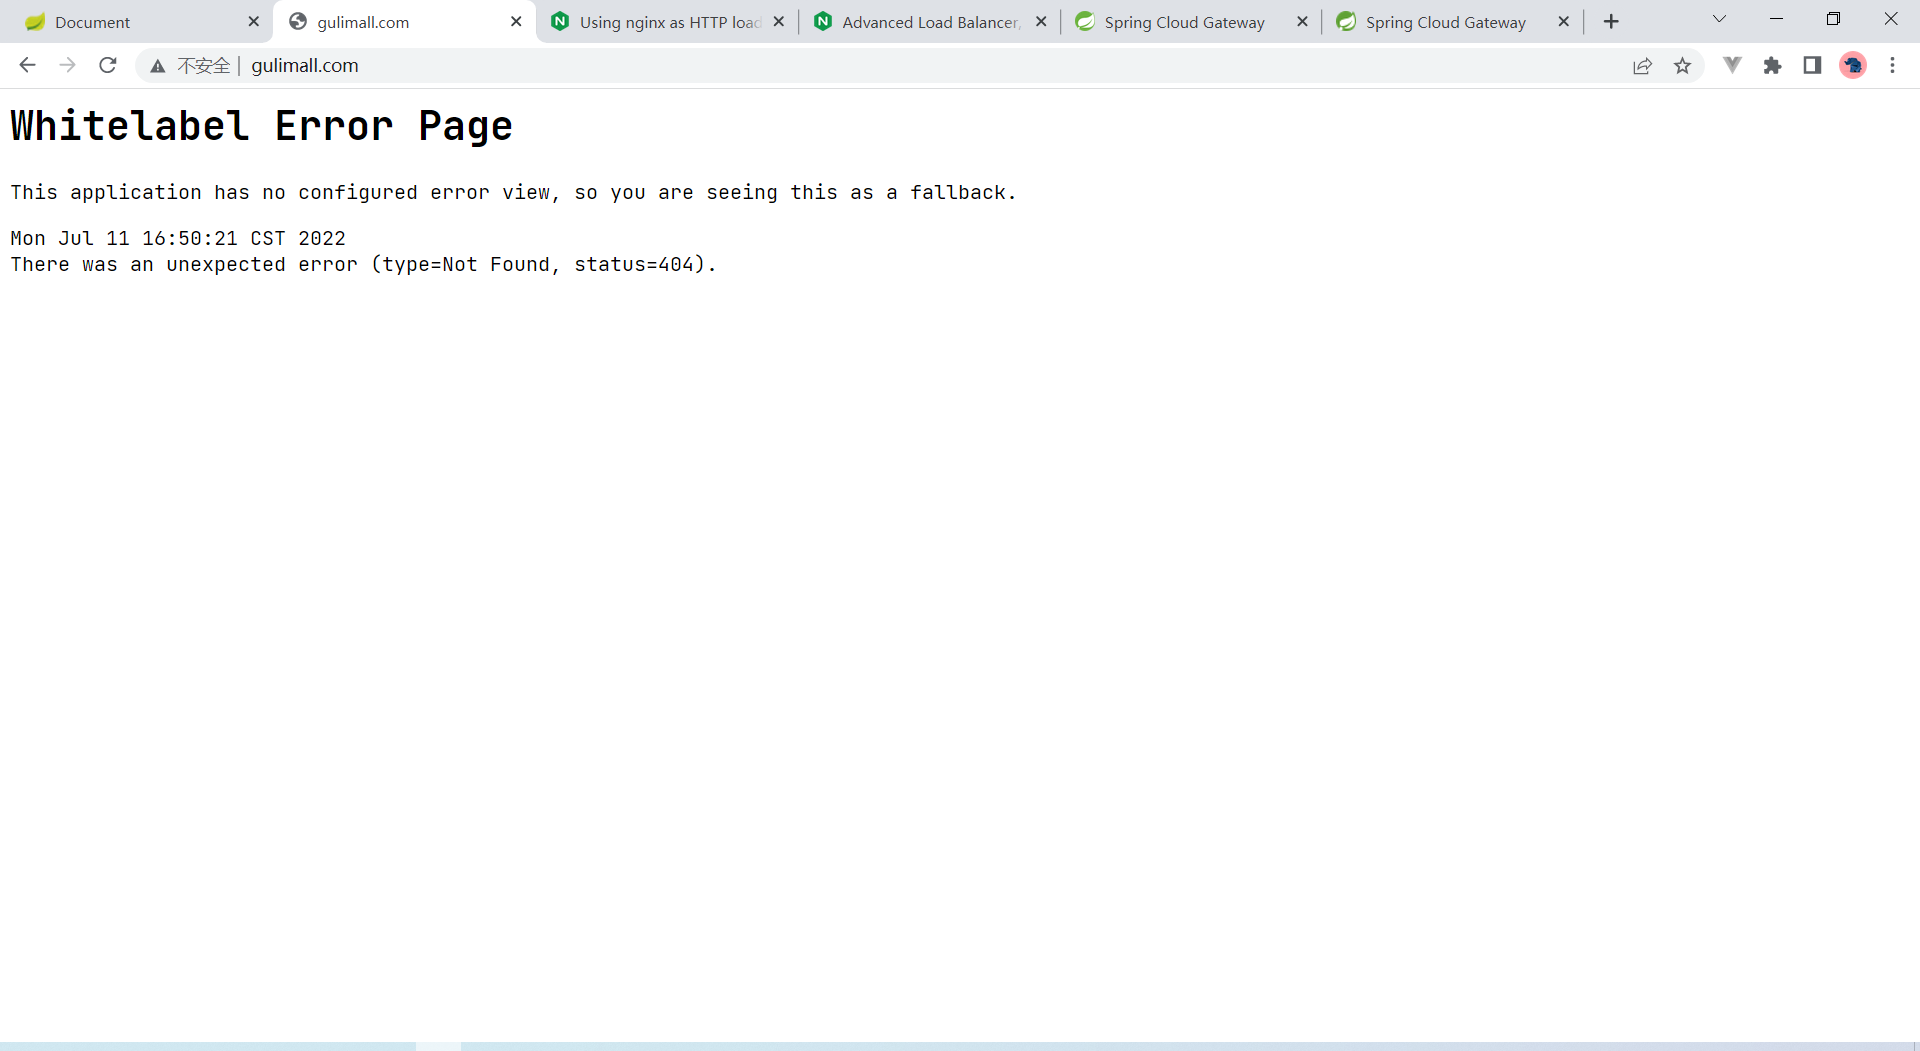 Document
gulimall.com
Using nginx as HTTP load
Advanced Load Balancer,
Spring Cloud Gateway
Spring Cloud Gateway
不安全
gulimall.com
Whitelabel Error Page
This application has no configured error view, so you are seeing this as a fallback.
Mon Jul 11 16:50:21 CST 2022
There was an unexpected error (type=Not Found, status=404).